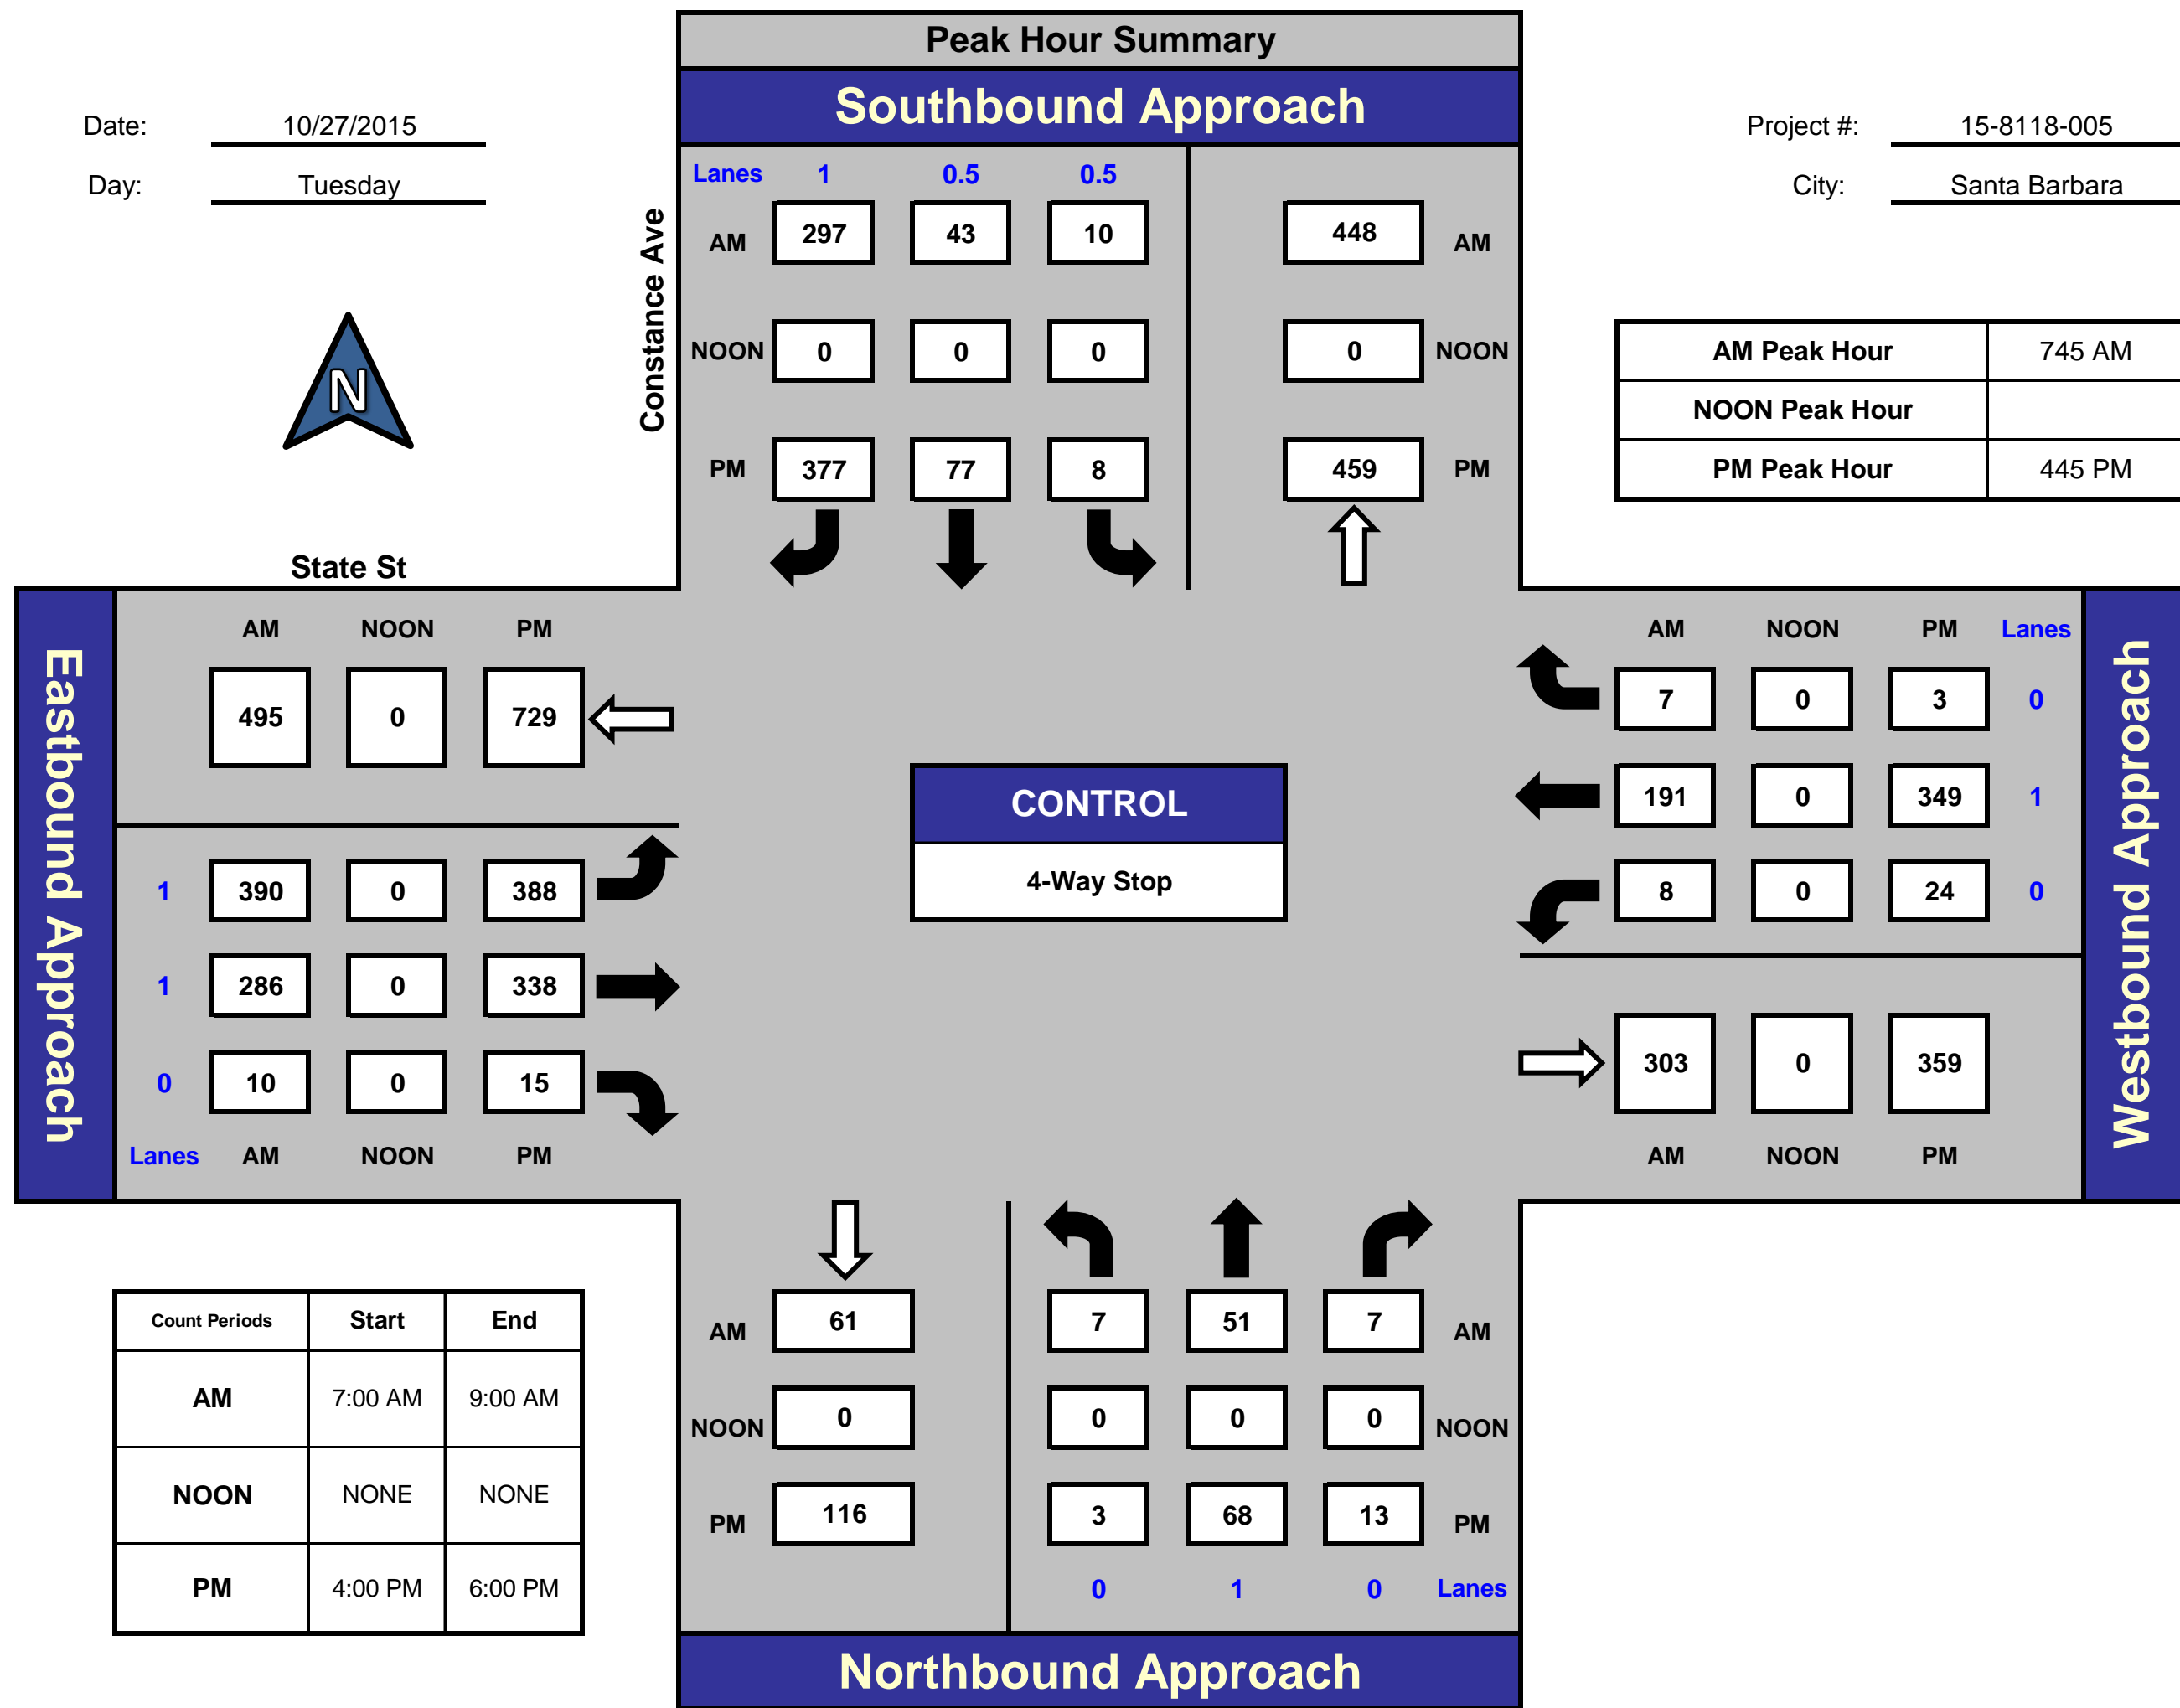 Peak Hour Summary
Southbound Approach
Date: 10/27/2015
Day: Tuesday
Project #: 15-8118-005
City: Santa Barbara
N
Constance Ave
Lanes 1 0.5 0.5
AM 297 43 10 448 AM
NOON 0 0 0 0 NOON
PM 377 77 8 459 PM
AM Peak Hour 745 AM
NOON Peak Hour
PM Peak Hour 445 PM
State St
Eastbound Approach
AM NOON PM
495 0 729
1 390 0 388
1 286 0 338
0 10 0 15
Lanes AM NOON PM
CONTROL
4-Way Stop
AM NOON PM Lanes
7 0 3 0
191 0 349 1
8 0 24 0
303 0 359
AM NOON PM
Westbound Approach
Count Periods Start End
AM 7:00 AM 9:00 AM
NOON NONE NONE
PM 4:00 PM 6:00 PM
AM 61 7 51 7 AM
NOON 0 0 0 0 NOON
PM 116 3 68 13 PM
0 1 0 Lanes
Northbound Approach